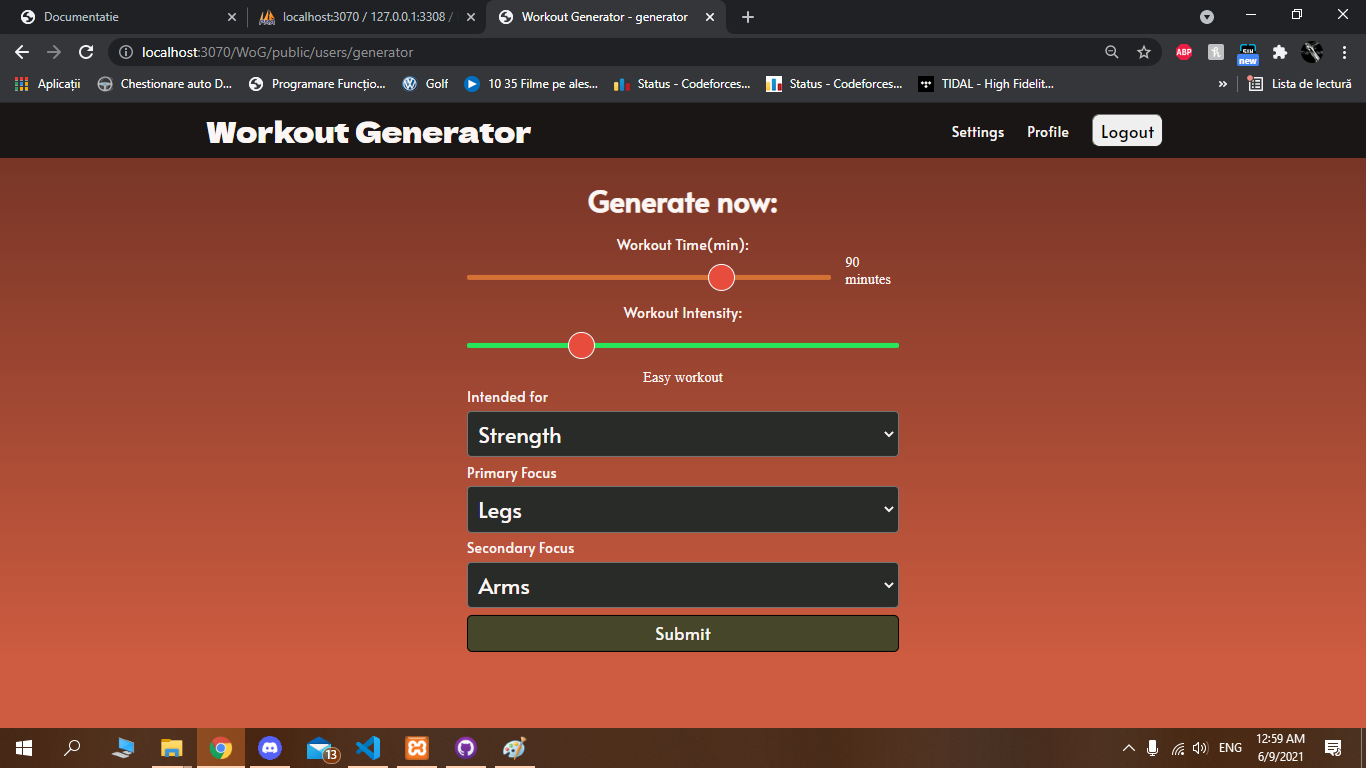 Documentatie
localhost:3070 / 127.0.0.1:3308 /
Workout Generator - generator
localhost:3070/WoG/public/users/generator
ABP
new
Aplicații
Chestionare auto D...
Programare Funcțio...
Golf
10 35 Filme pe ales...
Status - Codeforces...
Status - Codeforces...
TIDAL - High Fidelit...
»
Lista de lectură
Workout Generator
Settings
Profile
Logout
Generate now:
Workout Time(min):
90
minutes
Workout Intensity:
Easy workout
Intended for
Strength
Primary Focus
Legs
Secondary Focus
Arms
Submit
13
ENG
12:59 AM
6/9/2021